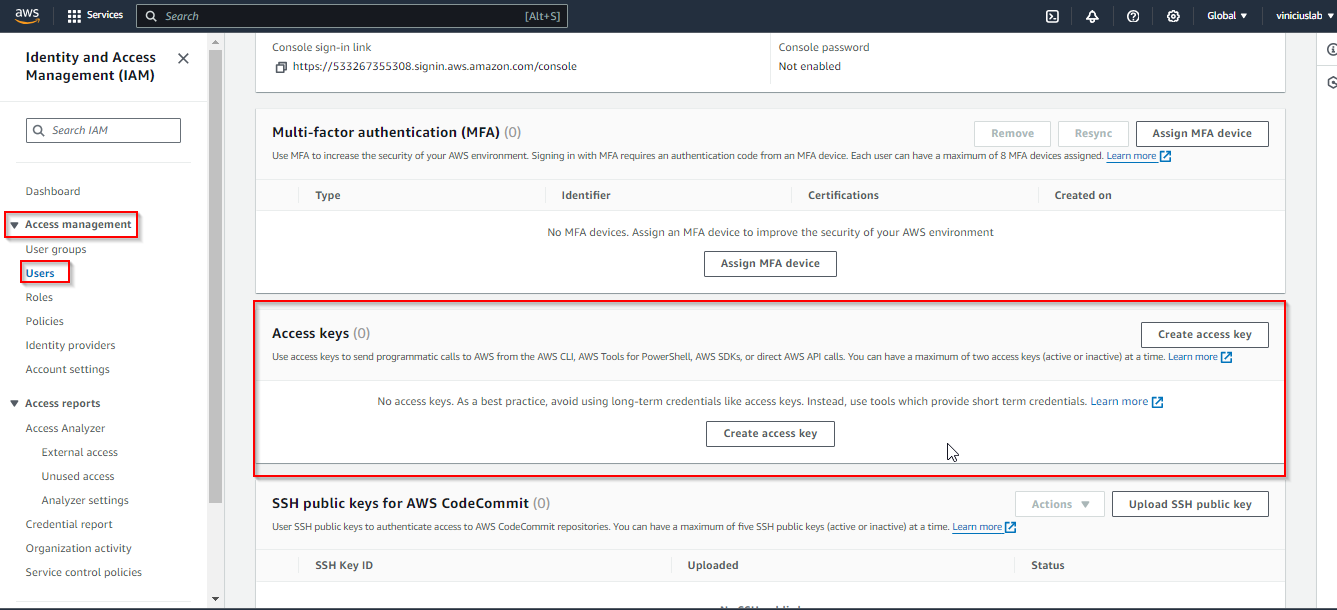 aws
Services
Search
[Alt+S]
Global
viniciuslab
Identity and Access
Management (IAM)
Search IAM
Dashboard
Access management
User groups
Users
Roles
Policies
Identity providers
Account settings
Access reports
Access Analyzer
External access
Unused access
Analyzer settings
Credential report
Organization activity
Service control policies
Console sign-in link
https://533267355308.signin.aws.amazon.com/console
Console password
Not enabled
Multi-factor authentication (MFA) (0)
Remove
Resync
Assign MFA device
Use MFA to increase the security of your AWS environment. Signing in with MFA requires an authentication code from an MFA device. Each user can have a maximum of 8 MFA devices assigned. Learn more
Type
Identifier
Certifications
Created on
No MFA devices. Assign an MFA device to improve the security of your AWS environment
Assign MFA device
Access keys (0)
Create access key
Use access keys to send programmatic calls to AWS from the AWS CLI, AWS Tools for PowerShell, AWS SDKs, or direct AWS API calls. You can have a maximum of two access keys (active or inactive) at a time. Learn more
No access keys. As a best practice, avoid using long-term credentials like access keys. Instead, use tools which provide short term credentials. Learn more
Create access key
SSH public keys for AWS CodeCommit (0)
Actions
Upload SSH public key
User SSH public keys to authenticate access to AWS CodeCommit repositories. You can have a maximum of five SSH public keys (active or inactive) at a time. Learn more
SSH Key ID
Uploaded
Status